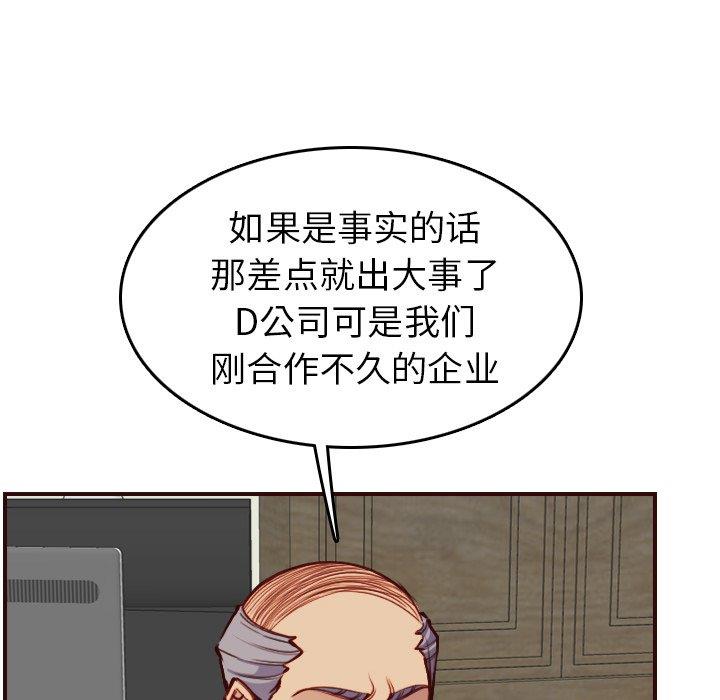 如果是事实的话
那差点就出大事了
D公司可是我们
刚合作不久的企业